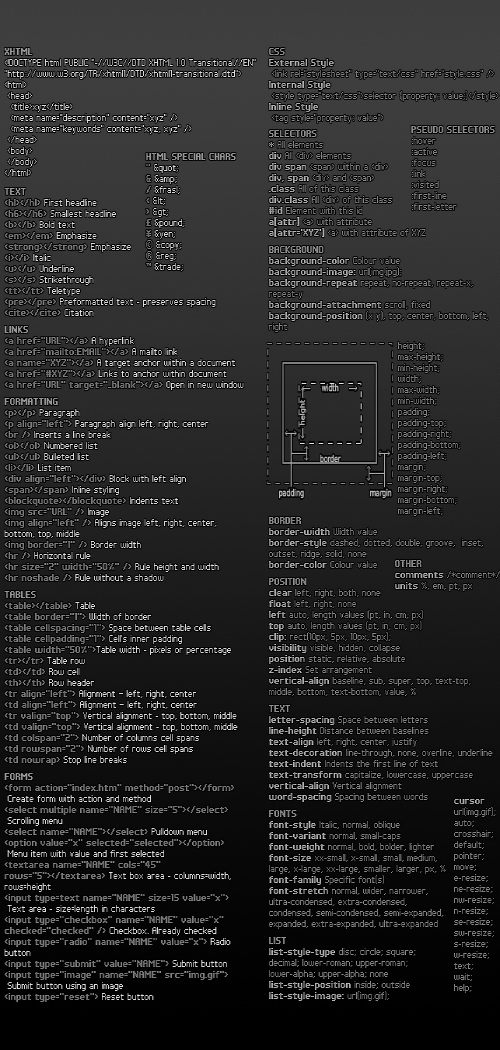 XHTML
<!DOCTYPE html PUBLIC "-//W3C//DTD XHTML 1.0 Transitional//EN"
"http://www.w3.org/TR/xhtml1/DTD/xhtml1-transitional.dtd">
<html>
<head>
<title>xyz</title>
<meta name="description" content="xyz" />
<meta name="keywords" content="xyz, xyz" />
</head>
<body>
</body>
</html>
HTML SPECIAL CHARS
" &quot;
& &amp;
/ &frasl;
< &lt;
> &gt;
£ &pound;
¥ &yen;
© &copy;
® &reg;
™ &trade;
TEXT
<h1></h1> First headline
<h6></h6> Smallest headline
<b></b> Bold text
<em></em> Emphasize
<strong></strong> Emphasize
<i></i> Italic
<u></u> Underline
<s></s> Strikethrough
<tt></tt> Teletype
<pre></pre> Preformatted text - preserves spacing
<cite></cite> Citation
LINKS
<a href="URL"></a> A hyperlink
<a href="mailto:EMAIL"></a> A mailto link
<a name="XYZ"></a> A target anchor within a document
<a href="#XYZ"></a> Links to anchor within document
<a href="URL" target="_blank"></a> Open in new window
FORMATTING
<p></p> Paragraph
<p align="left"> Paragraph align left, right, center
<br /> Inserts a line break
<ol></ol> Numbered list
<ul></ul> Bulleted list
<li></li> List item
<div align="left"></div> Block with left align
<span></span> Inline styling
<blockquote></blockquote> Indents text
<img src="URL" /> Image
<img align="left" /> Aligns image left, right, center,
bottom, top, middle
<img border="1" /> Border width
<hr /> Horizontal rule
<hr size="2" width="50%" /> Rule height and width
<hr noshade /> Rule without a shadow
TABLES
<table></table> Table
<table border="1"> Width of border
<table cellspacing="1"> Space between table cells
<table cellpadding="1"> Cell's inner padding
<table width="50%">Table width - pixels or percentage
<tr></tr> Table row
<td></td> Row cell
<th></th> Row header
<tr align="left"> Alignment - left, right, center
<td align="left"> Alignment - left, right, center
<tr valign="top"> Vertical alignment - top, bottom, middle
<td valign="top"> Vertical alignment - top, bottom, middle
<td colspan="2"> Number of columns cell spans
<td rowspan="2"> Number of rows cell spans
<td nowrap> Stop line breaks
FORMS
<form action="index.htm" method="post"></form>
Create form with action and method
<select multiple name="NAME" size="5"></select>
Scrolling menu
<select name="NAME"></select> Pulldown menu
<option value="x" selected="selected"></option>
Menu item with value and first selected
<textarea name="NAME" cols="45"
rows="5"></textarea> Text box area - columns=width,
rows=height
<input type="text" name="NAME" size=15 value="x">
Text area - size=length in characters
<input type="checkbox" name="NAME" value="x"
checked="checked" /> Checkbox. Already checked
<input type="radio" name="NAME" value="x"> Radio
button
<input type="submit" value="NAME"> Submit button
<input type="image" name="NAME" src="img.gif">
Submit button using an image
<input type="reset"> Reset button
CSS
External Style
<link rel="stylesheet" type="text/css" href="style.css" />
Internal Style
<style type="text/css">selector {property: value;}</style>
Inline Style
<tag style="property: value">
SELECTORS
* All elements
div All <div> elements
div span <span> within a <div>
div, span <div> and <span>
.class All of this class
div.class All <div> of this class
#id Element with this id
a[attr] <a> with attribute
a[attr='XYZ'] <a> with attribute of XYZ
PSEUDO SELECTORS
:hover
:active
:focus
:link
:visited
:first-line
:first-letter
BACKGROUND
background-color Colour value
background-image: url(img.jpg);
background-repeat repeat, no-repeat, repeat-x,
repeat-y
background-attachment scroll, fixed
background-position (x y), top, center, bottom, left,
right
width
height
border
padding
margin
height;
max-height;
min-height;
width;
max-width;
min-width;
padding;
padding-top;
padding-right;
padding-bottom;
padding-left;
margin;
margin-top;
margin-right;
margin-bottom;
margin-left;
BORDER
border-width Width value
border-style dashed, dotted, double, groove, inset,
outset, ridge, solid, none
border-color Colour value
OTHER
comments /*comment*/
units %, em, pt, px
POSITION
clear left, right, both, none
float left, right, none
left auto, length values (pt, in, cm, px)
top auto, length values (pt, in, cm, px)
clip: rect(10px, 5px, 10px, 5px);
visibility visible, hidden, collapse
position static, relative, absolute
z-index Set arrangement
vertical-align baseline, sub, super, top, text-top,
middle, bottom, text-bottom, value, %
TEXT
letter-spacing Space between letters
line-height Distance between baselines
text-align left, right, center, justify
text-decoration line-through, none, overline, underline
text-indent Indents the first line of text
text-transform capitalize, lowercase, uppercase
vertical-align Vertical alignment
word-spacing Spacing between words
FONTS
font-style Italic, normal, oblique
font-variant normal, small-caps
font-weight normal, bold, bolder, lighter
font-size xx-small, x-small, small, medium,
large, x-large, xx-large, smaller, larger, px, %
font-family Specific font(s)
font-stretch normal, wider, narrower,
ultra-condensed, extra-condensed,
condensed, semi-condensed, semi-expanded,
expanded, extra-expanded, ultra-expanded
LIST
list-style-type disc; circle; square;
decimal; lower-roman; upper-roman;
lower-alpha; upper-alpha; none
list-style-position inside; outside
list-style-image: url(img.gif);
cursor
url(img.gif);
auto;
crosshair;
default;
pointer;
move;
e-resize;
ne-resize;
nw-resize;
n-resize;
se-resize;
sw-resize;
s-resize;
w-resize;
text;
wait;
help;